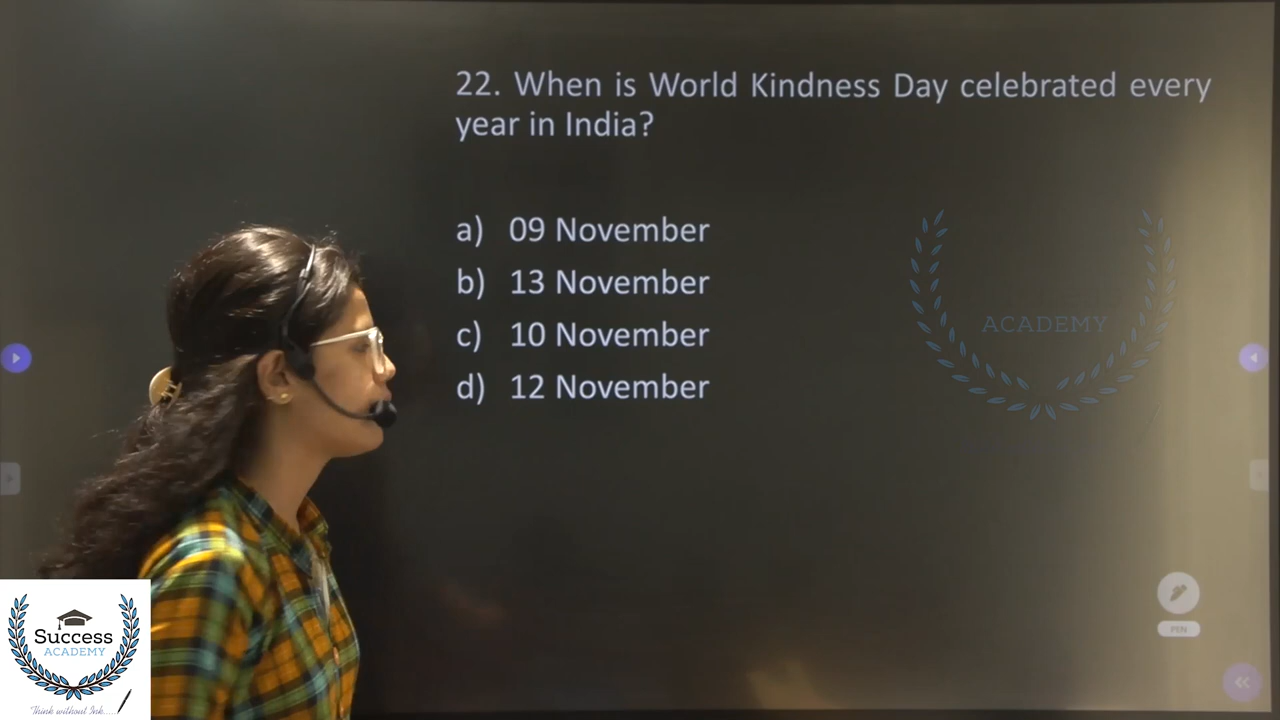 22. When is World Kindness Day celebrated every
year in India?
a) 09 November
b) 13 November
c) 10 November
d) 12 November
ACADEMY
PEN
Success
ACADEMY
Think without Ink.....